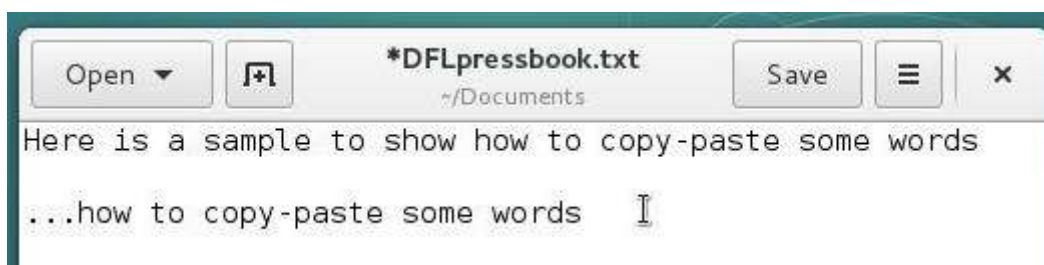 Open
*DFLpressbook.txt
Save
~/Documents
Here is a sample to show how to copy-paste some words
...how to copy-paste some words